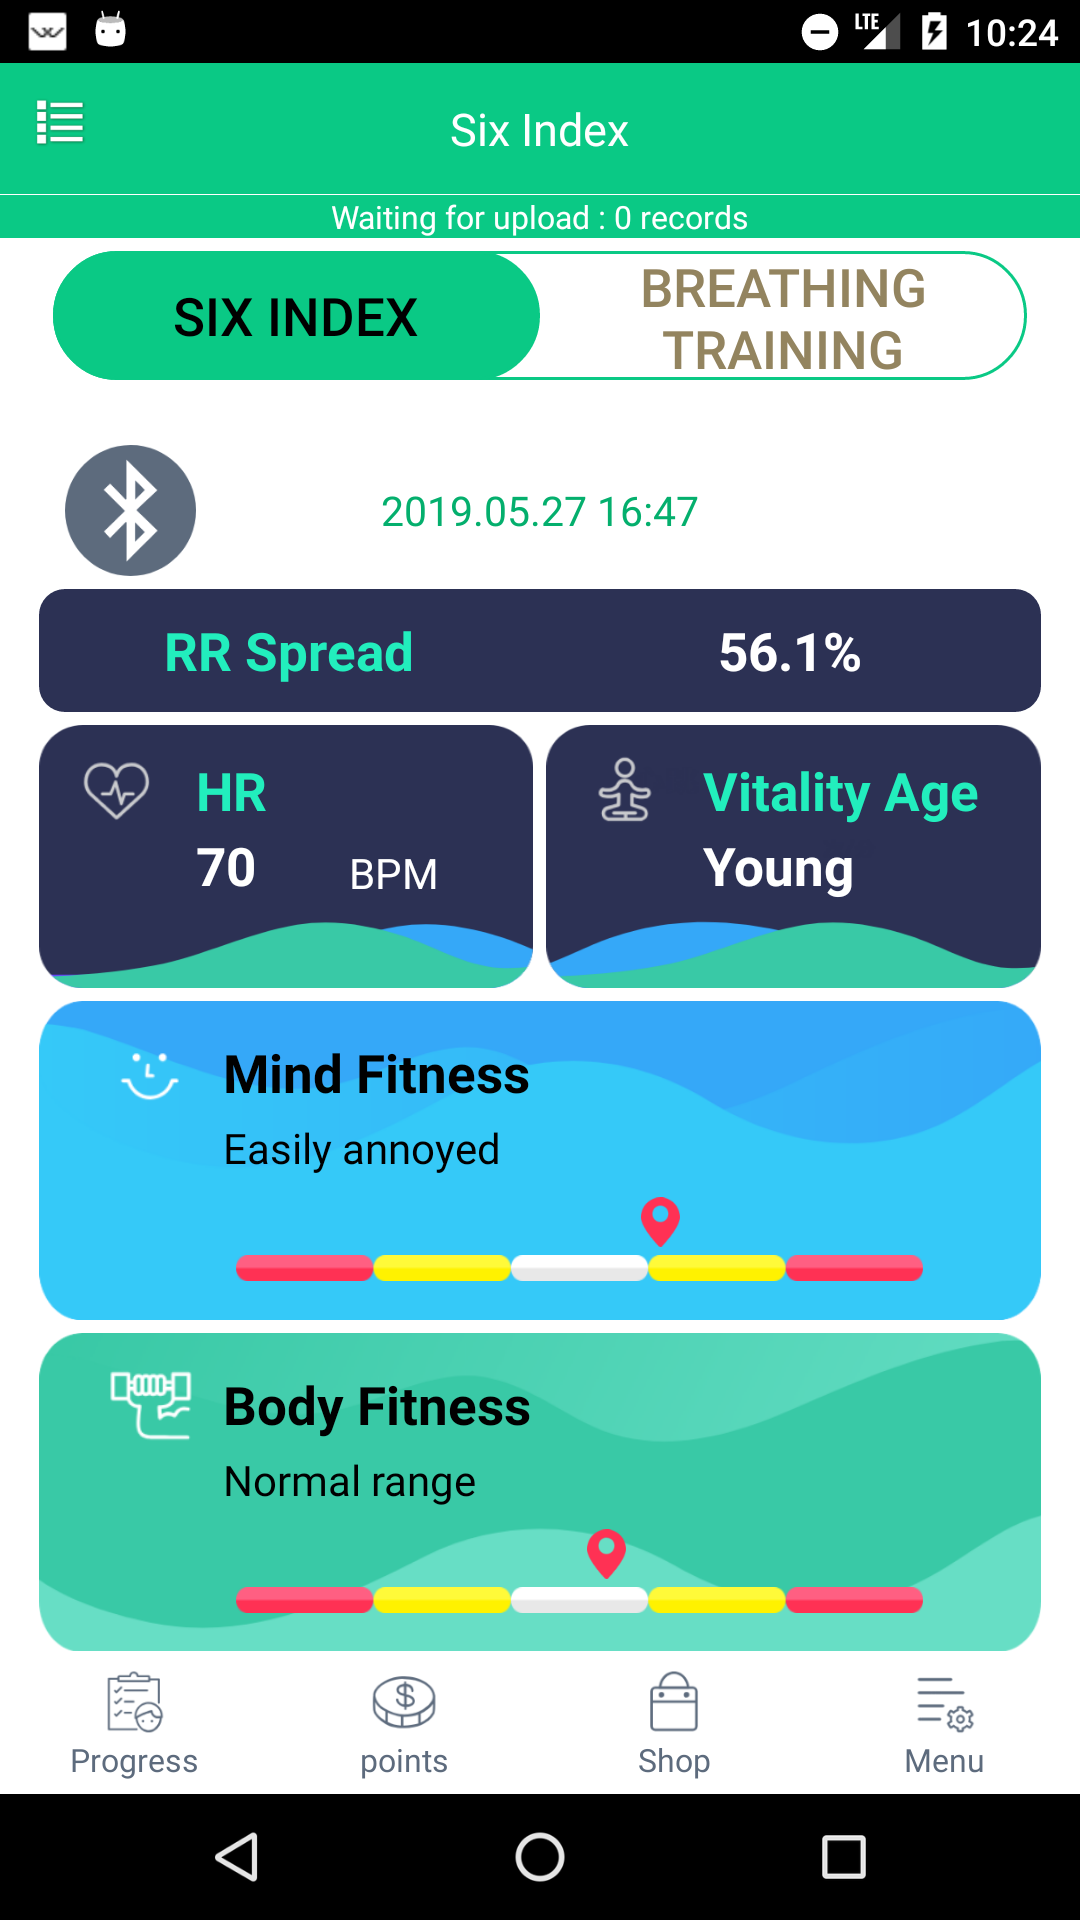 LTE 10:24
Six Index
Waiting for upload : 0 records
SIX INDEX
BREATHING
TRAINING
2019.05.27 16:47
RR Spread 56.1%
HR
70 BPM
Vitality Age
Young
Mind Fitness
Easily annoyed
Body Fitness
Normal range
Progress points Shop Menu